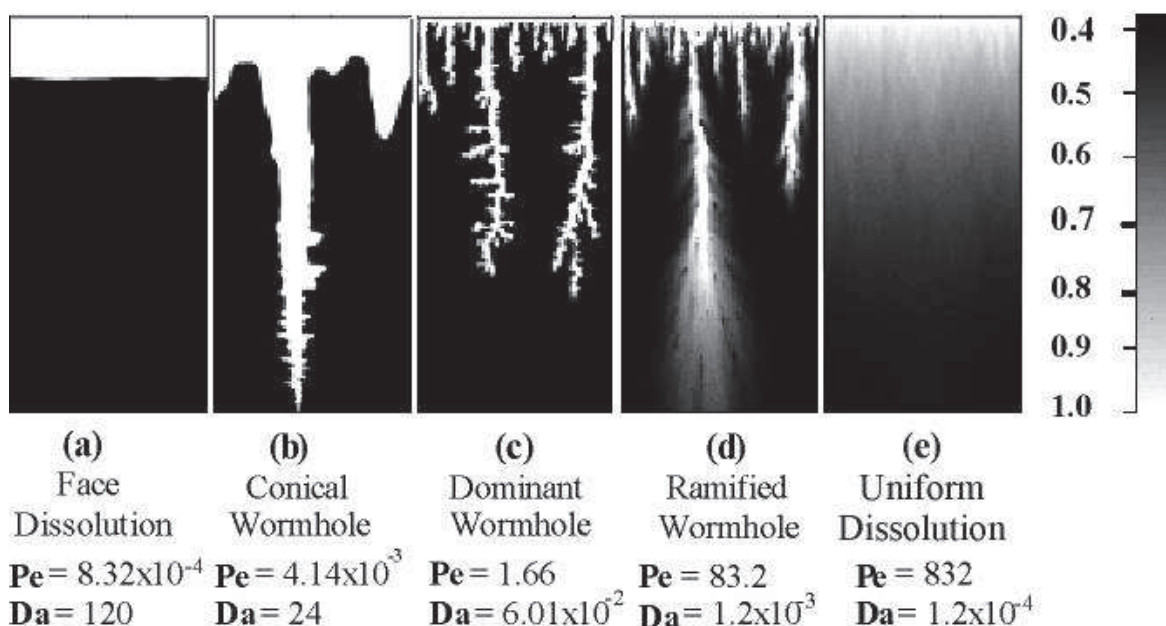 0.4
0.5
0.6
0.7
0.8
0.9
1.0
(a)
Face
Dissolution
Pe = 8.32x10⁻⁴
Da = 120
(b)
Conical
Wormhole
Pe = 4.14x10⁻³
Da = 24
(c)
Dominant
Wormhole
Pe = 1.66
Da = 6.01x10⁻²
(d)
Ramified
Wormhole
Pe = 83.2
Da = 1.2x10⁻³
(e)
Uniform
Dissolution
Pe = 832
Da = 1.2x10⁻⁴